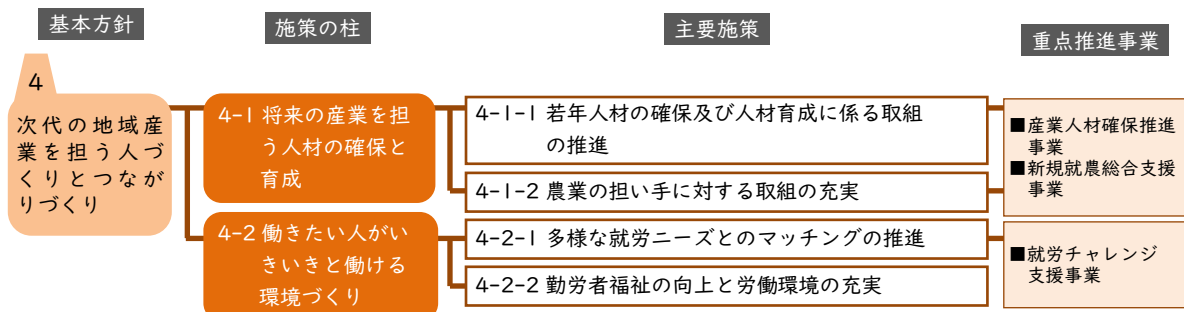 基本方針
施策の柱
主要施策
重点推進事業
4
次代の地域産
業を担う人づ
くりとつなが
りづくり
4-1 将来の産業を担
う人材の確保と
育成
4-1-1 若年人材の確保及び人材育成に係る取組
の推進
4-1-2 農業の担い手に対する取組の充実
■産業人材確保推進
事業
■新規就農総合支援
事業
4-2 働きたい人がい
きいきと働ける
環境づくり
4-2-1 多様な就労ニーズとのマッチングの推進
4-2-2 勤労者福祉の向上と労働環境の充実
■就労チャレンジ
支援事業